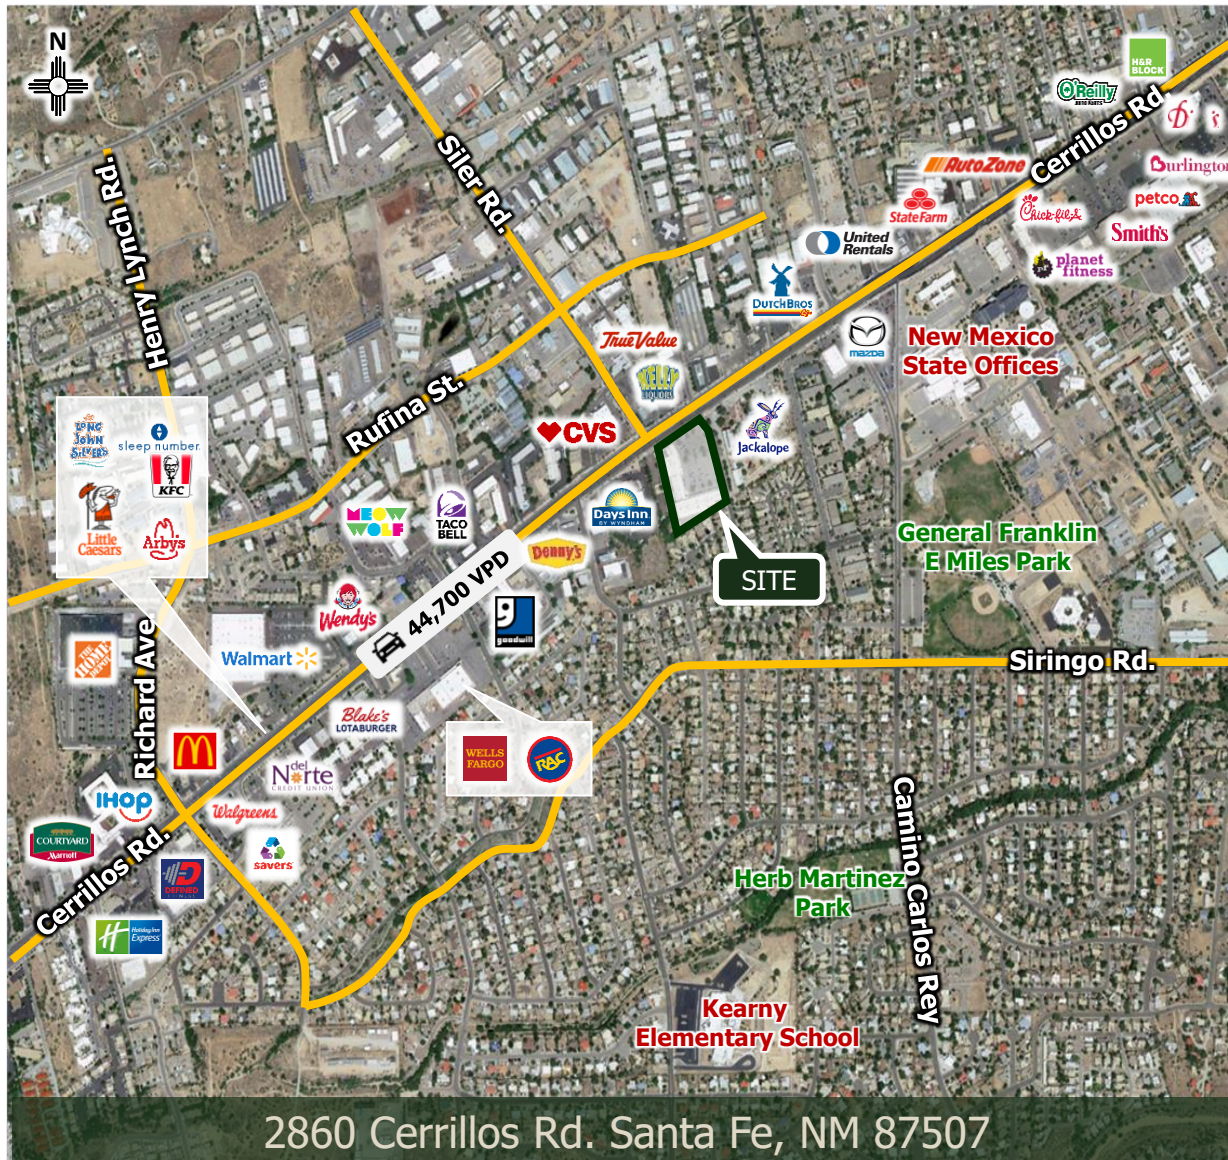 N
H&R
BLOCK
O'Reilly
AUTO PARTS
Cerrillos Rd
D
's
Siler Rd.
AutoZone
Burlington
Henry Lynch Rd.
State Farm
Chick-fil-A
petco
United
Rentals
Smith's
planet
fitness
DUTCH BROS
True Value
mazda
New Mexico
State Offices
KELLY
LIQUORS
Rufina St.
LONG
JOHN
SILVER'S
sleep number
KFC
Little
Caesars
Arby's
CVS
Jackalope
MEOW
WOLF
TACO
BELL
Days Inn
BY WYNDHAM
Denny's
General Franklin
E Miles Park
SITE
44,700 VPD
Wendy's
goodwill
THE
HOME
DEPOT
Walmart
Siringo Rd.
Richard Ave
Blake's
LOTABURGER
WELLS
FARGO
RAC
del
Norte
CREDIT UNION
IHOP
Walgreens
Camino Carlos Rey
COURTYARD
Marriott
savers
Cerrillos Rd.
DEFINED
FITNESS
Herb Martinez
Park
H
Holiday Inn
Express
Kearny
Elementary School
2860 Cerrillos Rd. Santa Fe, NM 87507